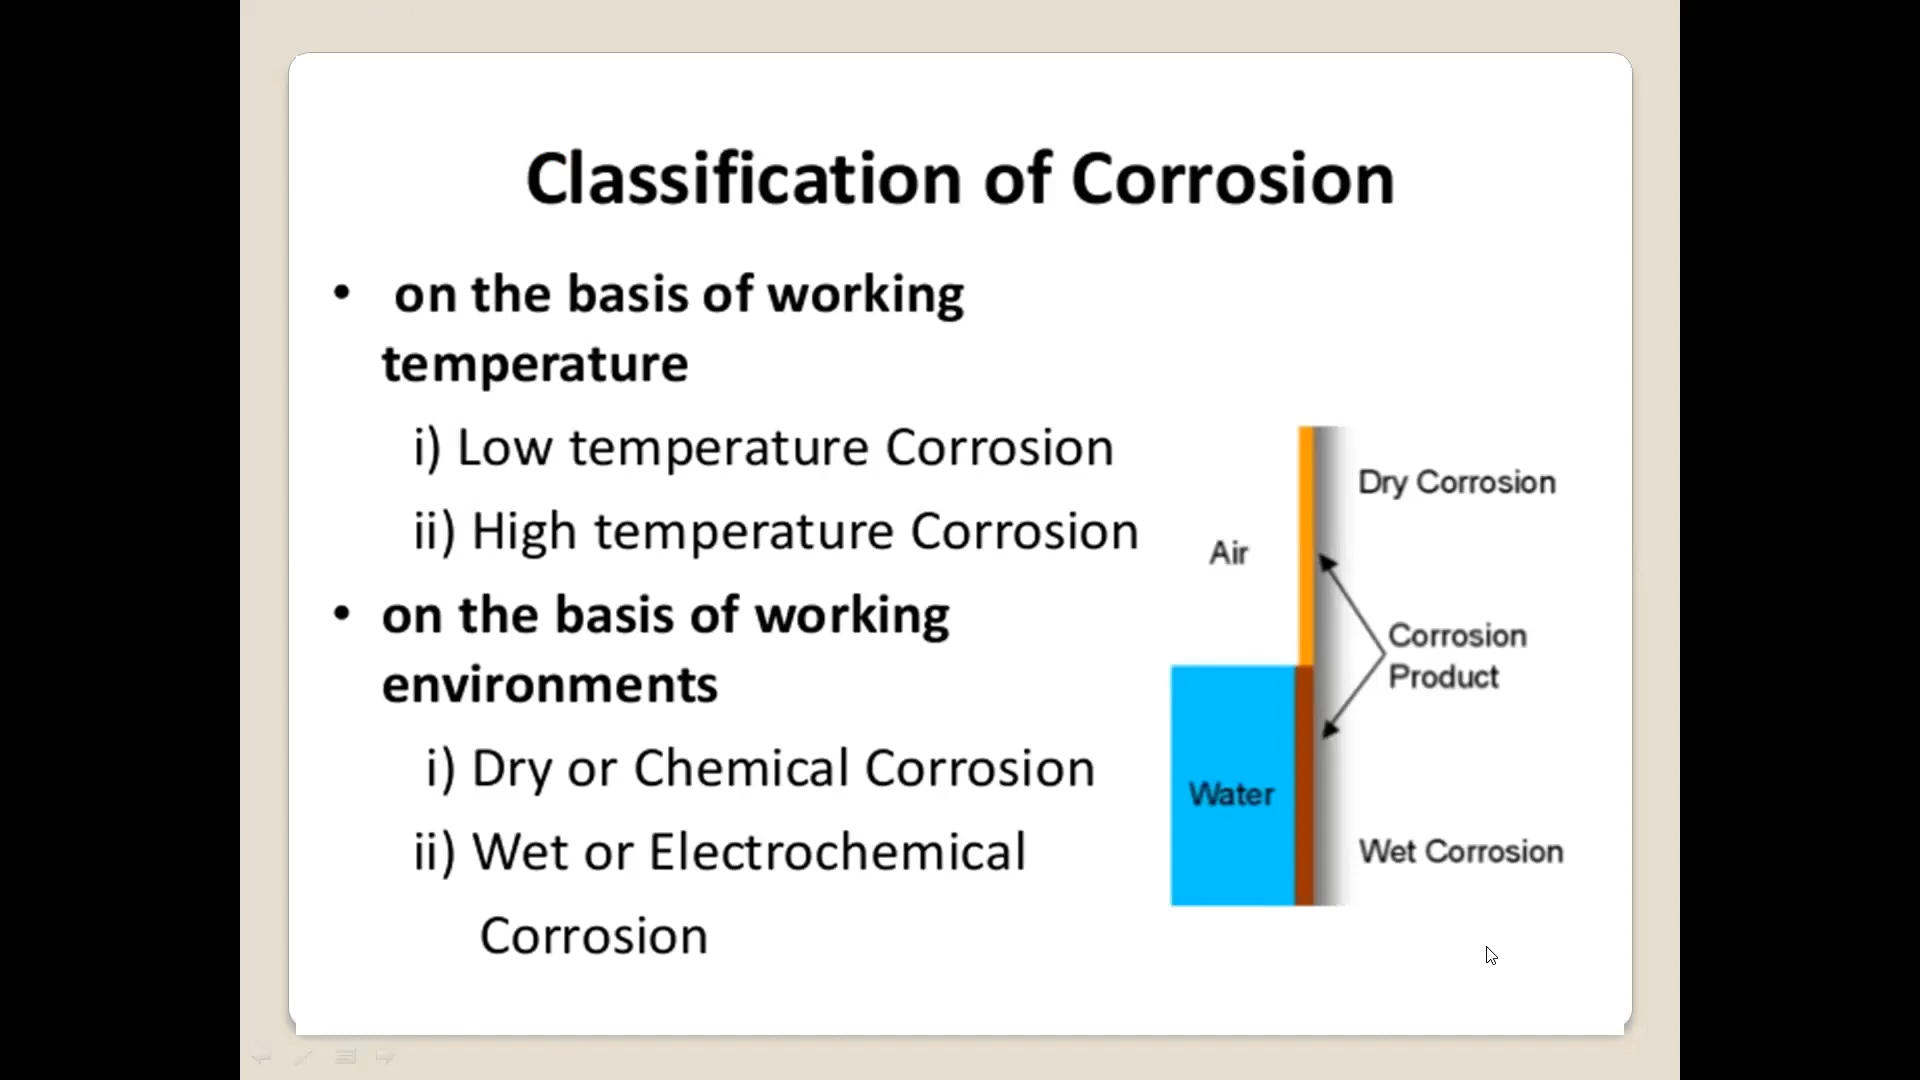 Classification of Corrosion
• on the basis of working
temperature
i) Low temperature Corrosion
ii) High temperature Corrosion
• on the basis of working
environments
i) Dry or Chemical Corrosion
ii) Wet or Electrochemical
Corrosion
Dry Corrosion
Air
Corrosion
Product
Water
Wet Corrosion